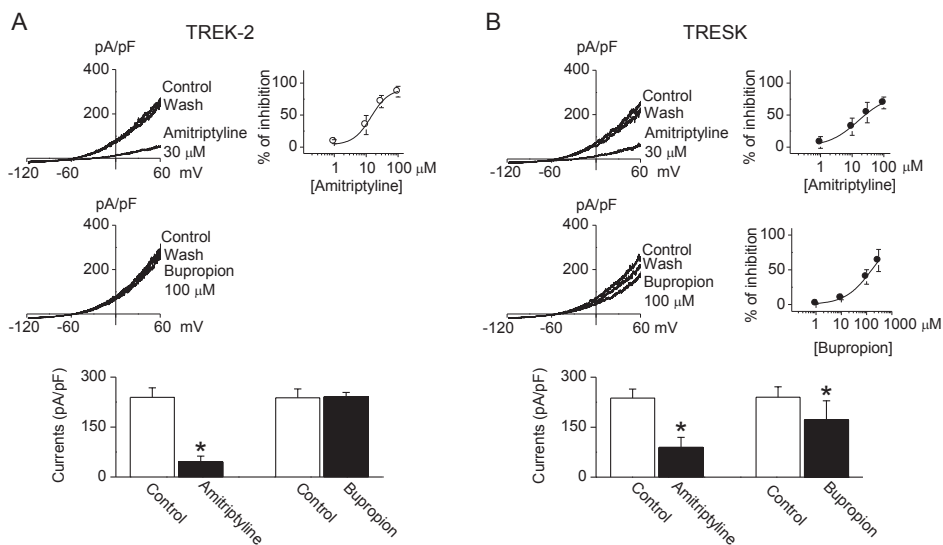 A
TREK-2
pA/pF
400
200
Control
Wash
Amitriptyline
30 μM
-120
-60
60
mV
% of inhibition
100
50
0
1
10
100
μM
[Amitriptyline]
pA/pF
400
200
Control
Wash
Bupropion
100 μM
-120
-60
60
mV
Currents (pA/pF)
300
150
0
Control
Amitriptyline
*
Control
Bupropion
B
TRESK
pA/pF
400
200
Control
Wash
Amitriptyline
30 μM
-120
-60
60
mV
% of inhibition
100
50
0
1
10
100
μM
[Amitriptyline]
pA/pF
400
200
Control
Wash
Bupropion
100 μM
-120
-60
60
mV
% of inhibition
100
50
0
1
10
100
1000
μM
[Bupropion]
Currents (pA/pF)
300
150
0
Control
Amitriptyline
*
Control
Bupropion
*